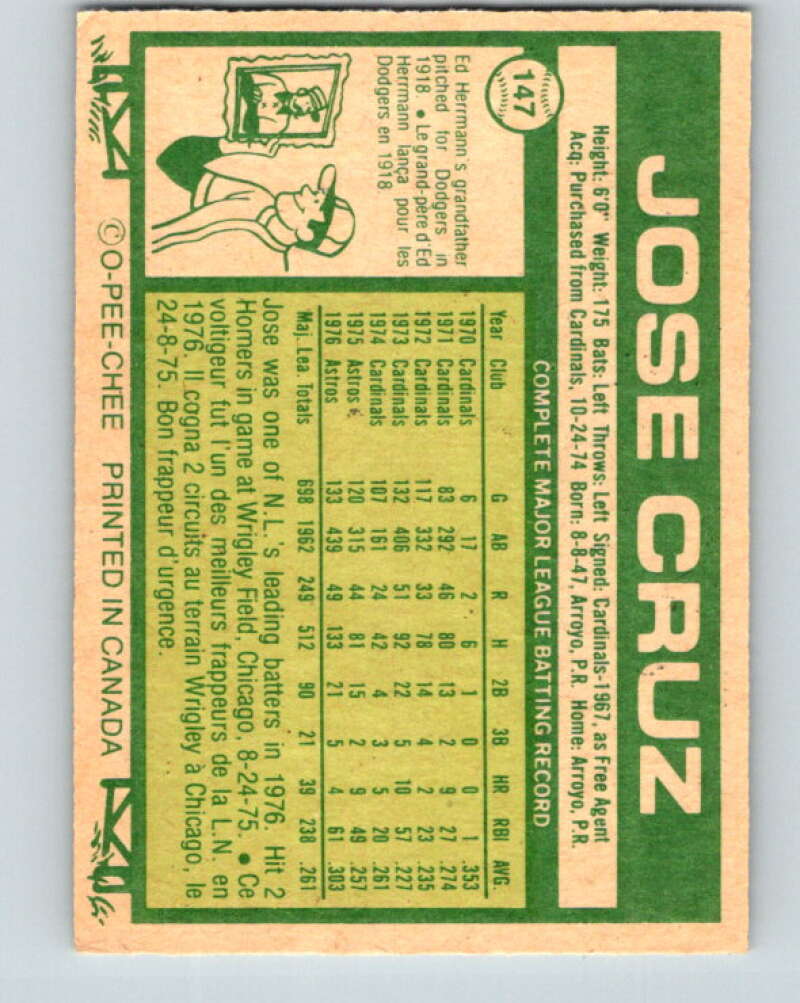 147
JOSE CRUZ
Height: 6'0" Weight: 175 Bats: Left Throws: Left Signed: Cardinals-1967, as Free Agent
Acq: Purchased from Cardinals, 10-24-74 Born: 8-8-47, Arroyo, P.R. Home: Arroyo, P.R.
Ed Herrmann's grandfather
pitched for Dodgers in
1918. • Le grand-pere d'Ed
Herrmann lança pour les
Dodgers en 1918.
COMPLETE MAJOR LEAGUE BATTING RECORD
Year Club G AB R H 2B 3B HR RBI AVG.
1970 Cardinals 6 17 2 6 1 0 0 1 .353
1971 Cardinals 83 292 46 80 13 2 9 27 .274
1972 Cardinals 117 332 33 78 14 4 2 23 .235
1973 Cardinals 132 406 51 92 22 5 10 57 .227
1974 Cardinals 107 161 24 42 4 3 5 20 .261
1975 Astros 120 315 44 81 15 2 9 49 .257
1976 Astros 133 439 49 133 21 5 4 61 .303
Maj. Lea. Totals 698 1962 249 512 90 21 39 238 .261
Jose was one of N.L.'s leading batters in 1976. Hit 2
Homers in game at Wrigley Field, Chicago, 8-24-75. • Ce
voltigeur fut l'un des meilleurs frappeurs de la L.N. en
1976. Il cogna 2 circuits au terrain Wrigley à Chicago, le
24-8-75. Bon frappeur d'urgence.
© O-PEE-CHEE PRINTED IN CANADA